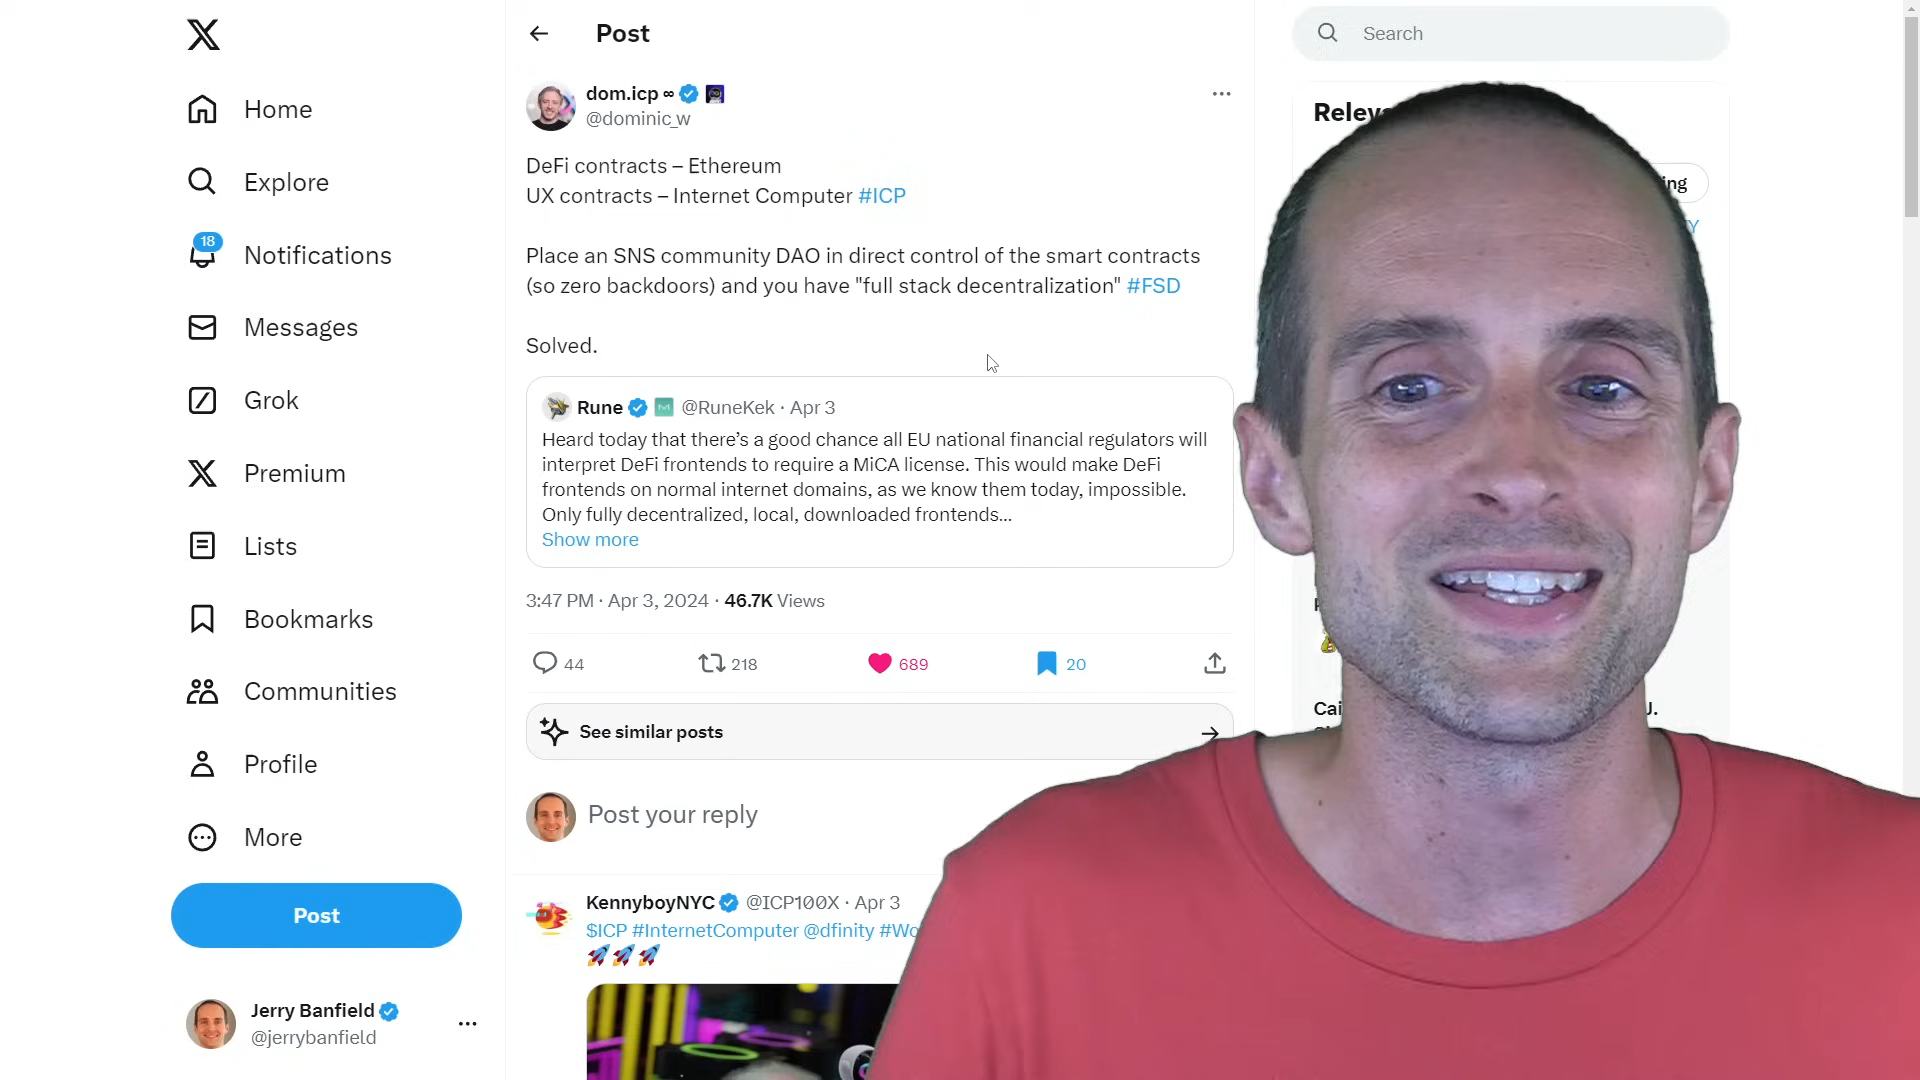 Home
Explore
18
Notifications
Messages
Grok
Premium
Lists
Bookmarks
Communities
Profile
More
Post
Jerry Banfield
@jerrybanfield
Post
dom.icp ∞
@dominic_w
DeFi contracts – Ethereum
UX contracts – Internet Computer #ICP
Place an SNS community DAO in direct control of the smart contracts
(so zero backdoors) and you have "full stack decentralization" #FSD
Solved.
Rune @RuneKek · Apr 3
Heard today that there’s a good chance all EU national financial regulators will
interpret DeFi frontends to require a MiCA license. This would make DeFi
frontends on normal internet domains, as we know them today, impossible.
Only fully decentralized, local, downloaded frontends...
Show more
3:47 PM · Apr 3, 2024 · 46.7K Views
44 218 689 20
See similar posts
Post your reply
KennyboyNYC @ICP100X · Apr 3
$ICP #InternetComputer @dfinity
Search